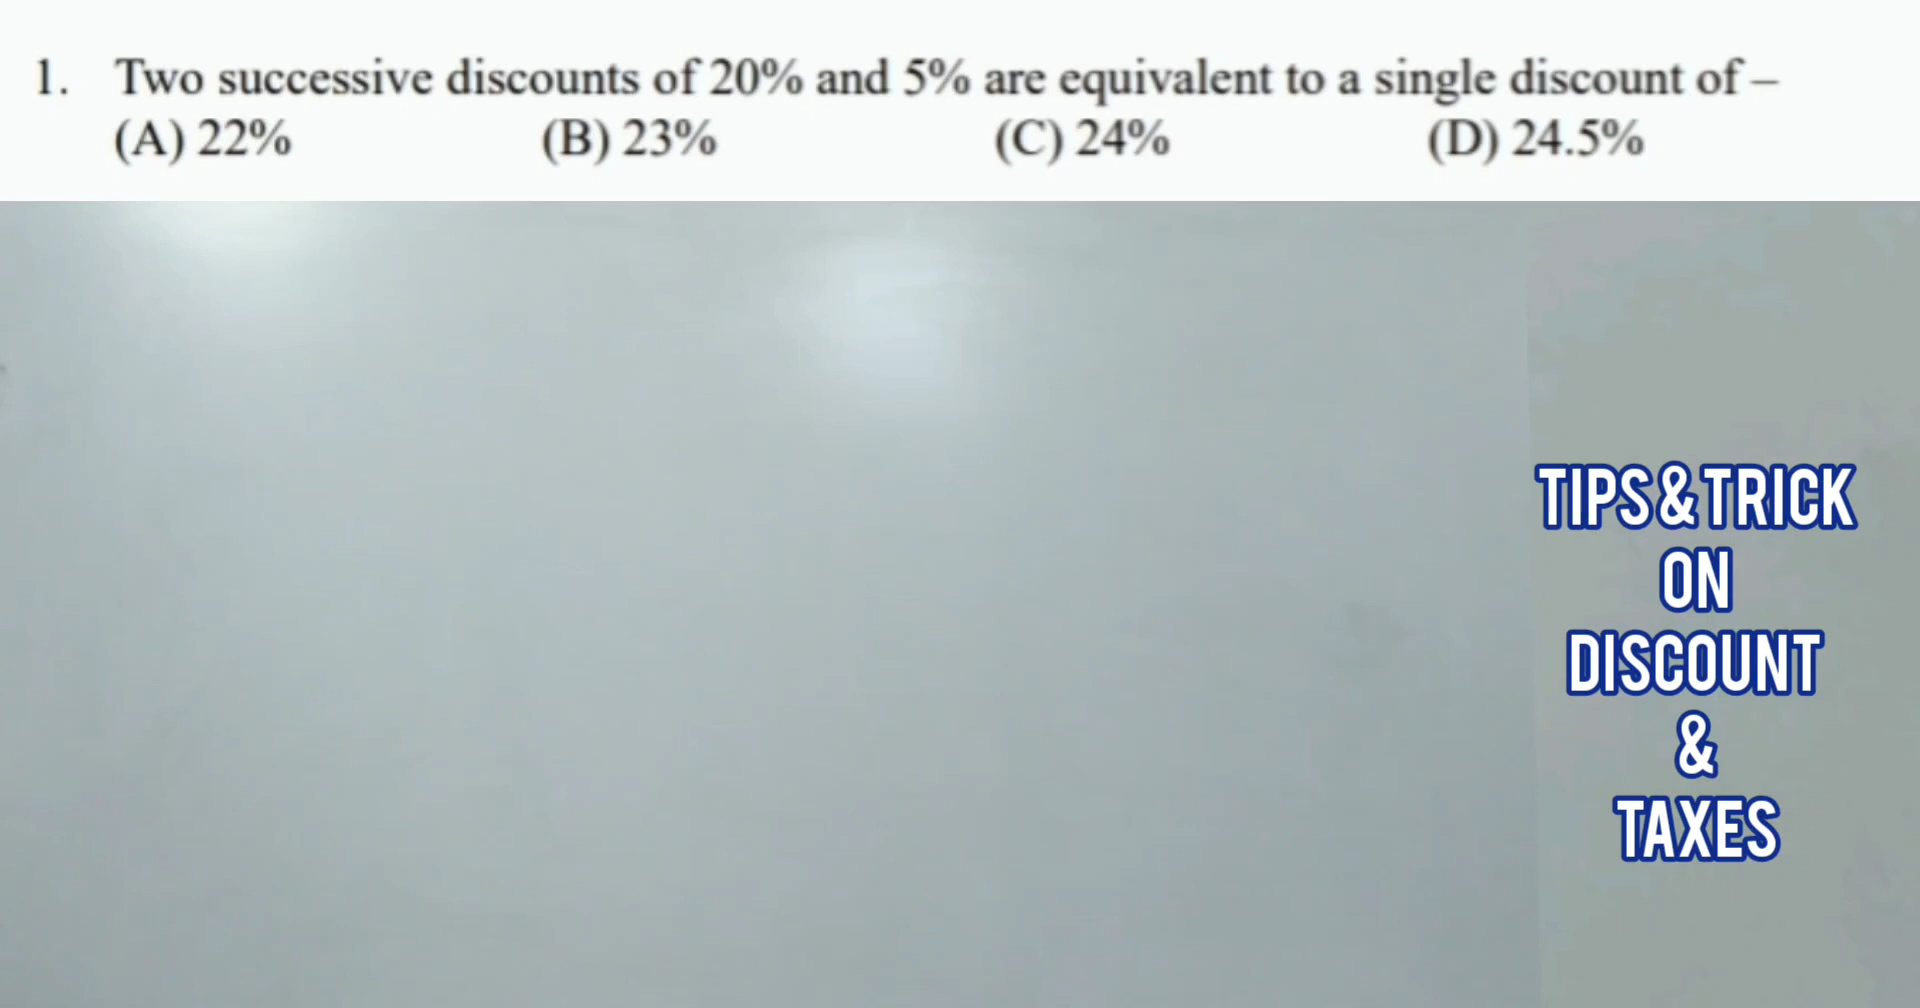 1. Two successive discounts of 20% and 5% are equivalent to a single discount of –
(A) 22% (B) 23% (C) 24% (D) 24.5%
TIPS & TRICK
ON
DISCOUNT
&
TAXES